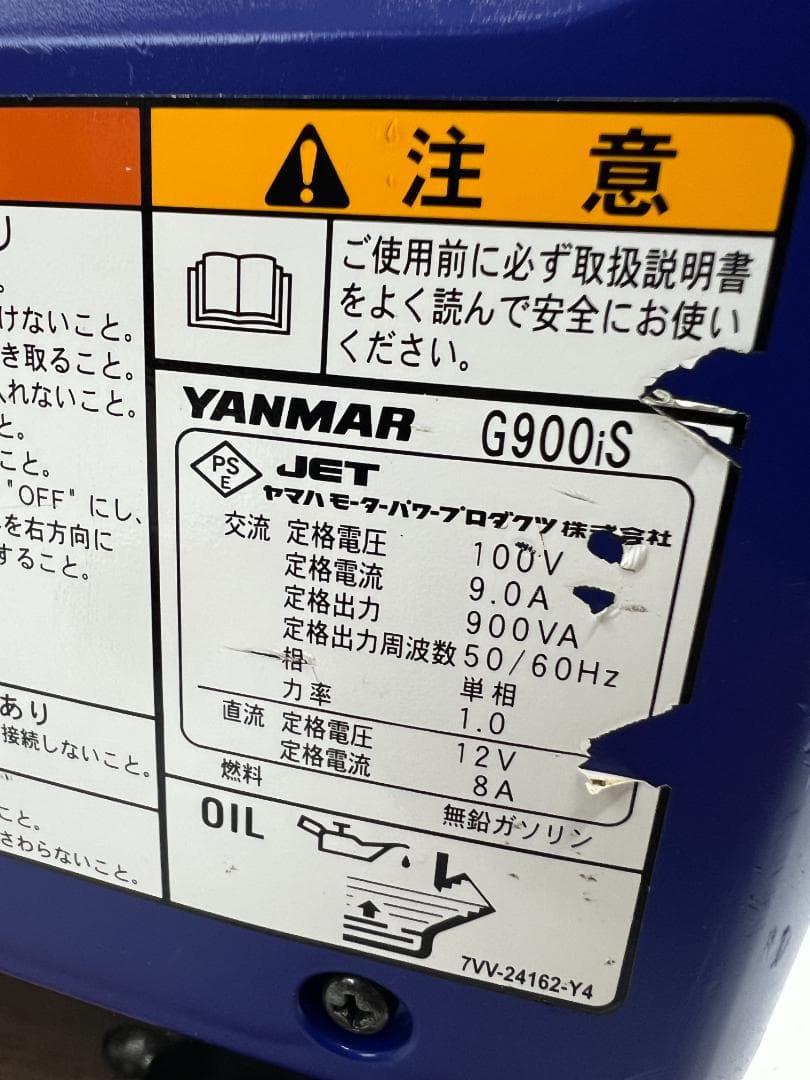 り
。
けないこと。
き取ること。
入れないこと。
と。
こと。
"OFF"にし、
を右方向に
すること。
あり
接続しないこと。
こと。
さわらないこと。
注 意
ご使用前に必ず取扱説明書
をよく読んで安全にお使い
ください。
YANMAR G900iS
PS
E
JET
ヤマハモーターパワープロダクツ株式会社
交流 定格電圧 100V
定格電流 9.0A
定格出力 900VA
定格出力周波数 50/60Hz
相 単相
力率 1.0
直流 定格電圧 12V
定格電流 8A
燃料 無鉛ガソリン
OIL
7VV-24162-Y4